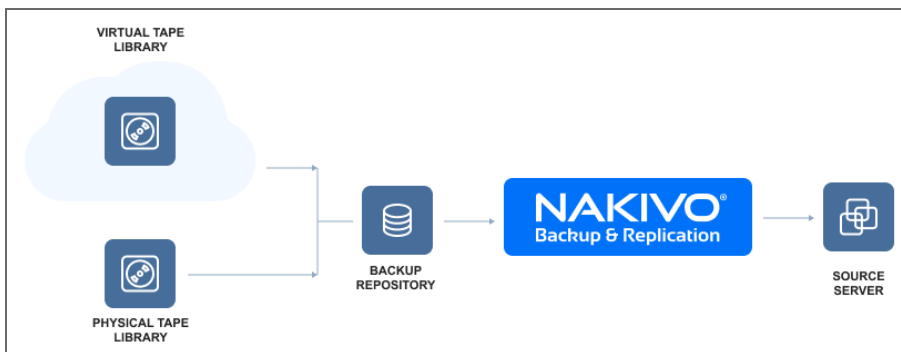 VIRTUAL TAPE
LIBRARY
PHYSICAL TAPE
LIBRARY
BACKUP
REPOSITORY
NAKIVO®
Backup & Replication
SOURCE
SERVER